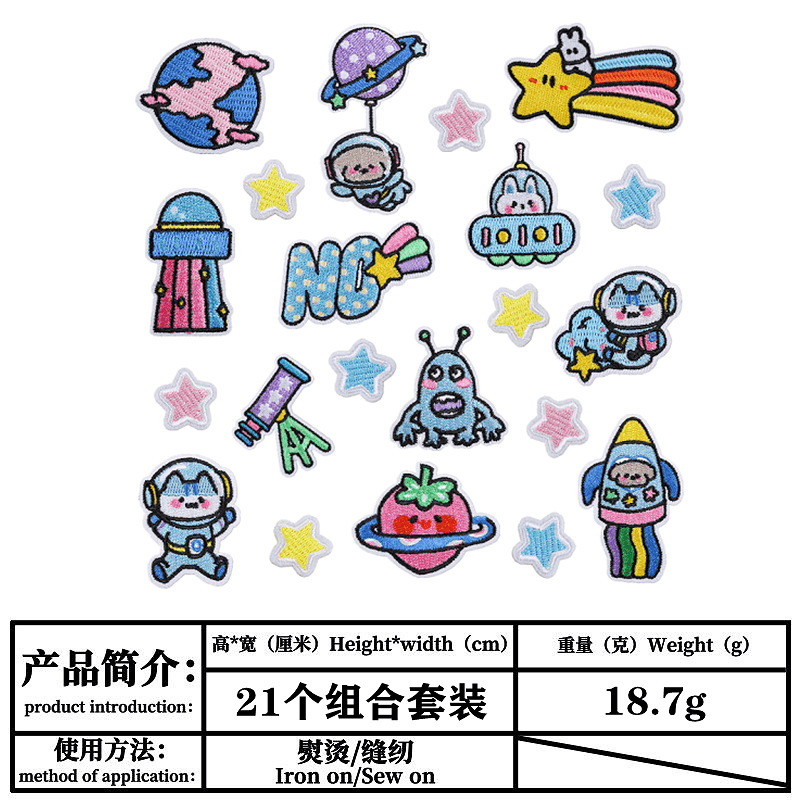 NO
产品简介：
product introduction：
高*宽（厘米）Height*width（cm）
重量（克）Weight（g）
21个组合套装
18.7g
使用方法：
method of application：
熨烫/缝纫
Iron on/Sew on